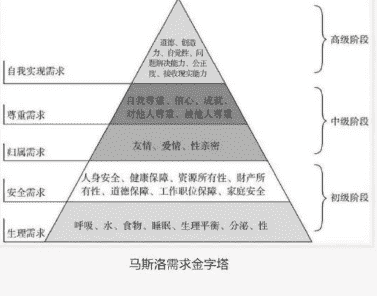 道德、创造
力、自觉性、问
题解决能力、公正
度、接收现实能力
自我实现需求
高级阶段
自我尊重、信心、成就、
对他人尊重、被他人尊重
尊重需求
中级阶段
友情、爱情、性亲密
归属需求
人身安全、健康保障、资源所有性、财产所
有性、道德保障、工作职位保障、家庭安全
安全需求
初级阶段
呼吸、水、食物、睡眠、生理平衡、分泌、性
生理需求
马斯洛需求金字塔